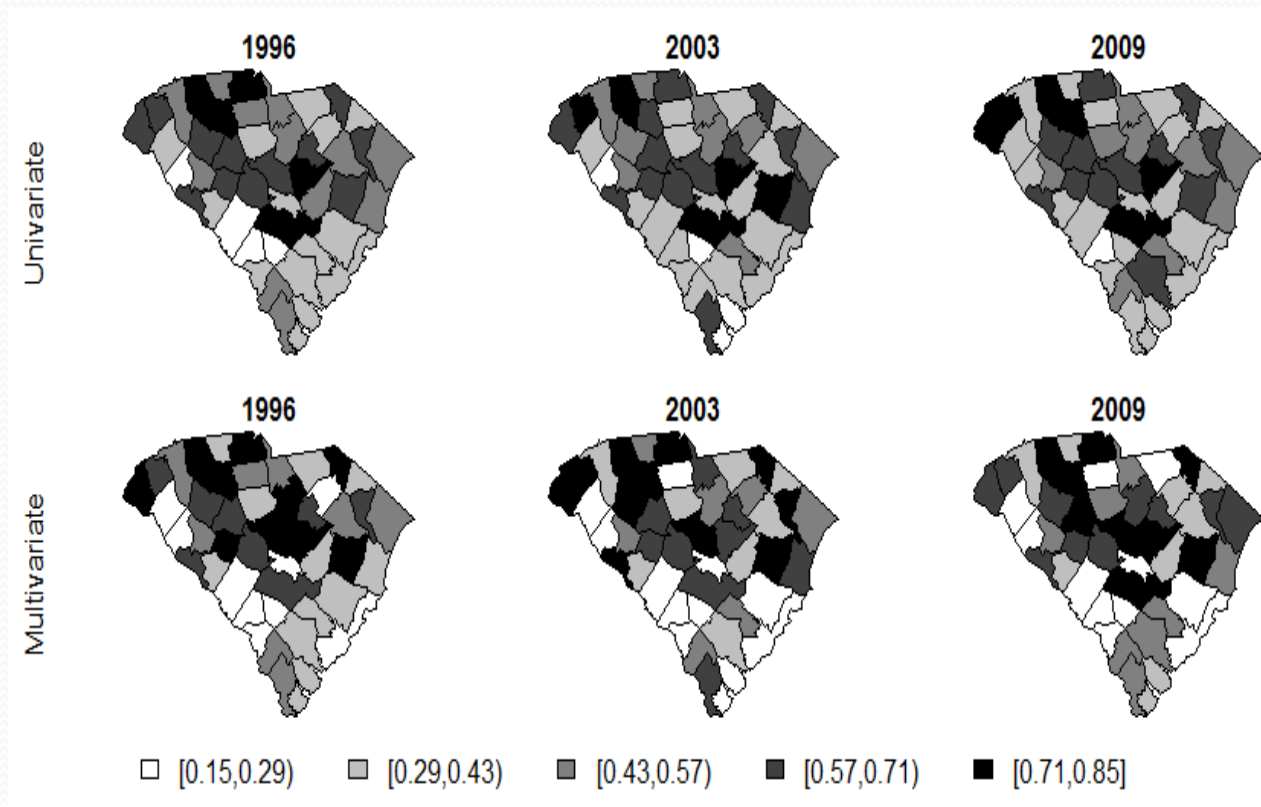 1996 2003 2009
Univariate
1996 2003 2009
Multivariate
[0.15,0.29) [0.29,0.43) [0.43,0.57) [0.57,0.71) [0.71,0.85]